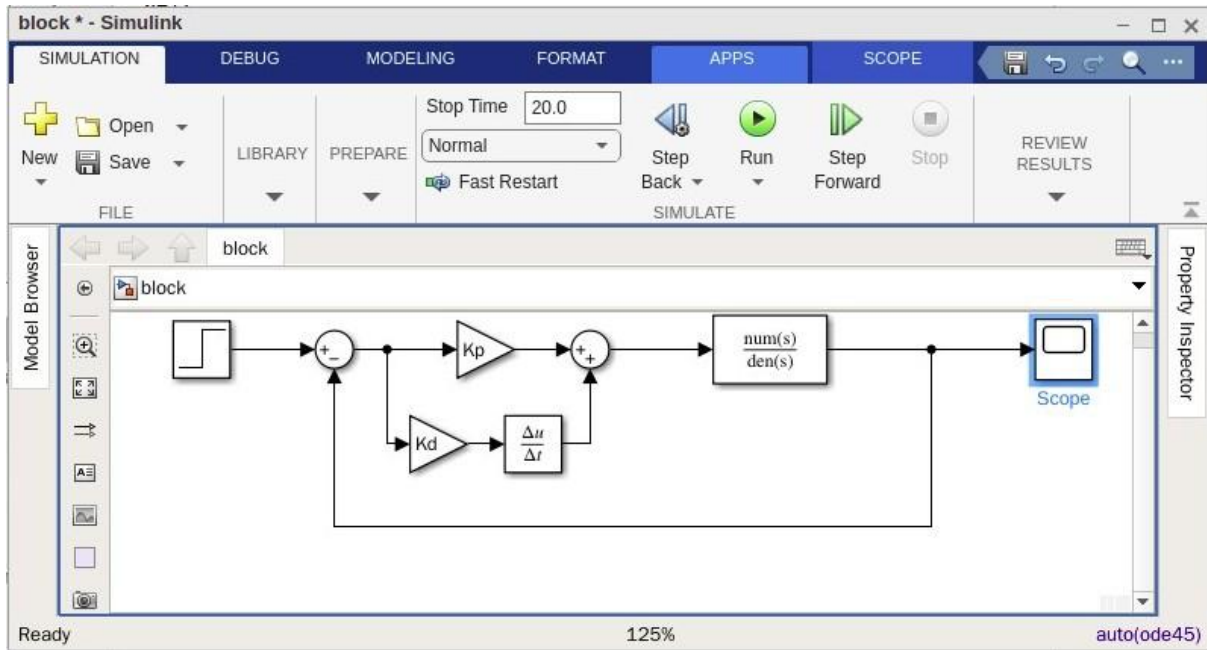 block * - Simulink
SIMULATION DEBUG MODELING FORMAT APPS SCOPE
New
Open
Save
FILE
LIBRARY
PREPARE
Stop Time 20.0
Normal
Fast Restart
Step
Back
Run
Step
Forward
Stop
SIMULATE
REVIEW
RESULTS
Model Browser
block
block
Property Inspector
+
−
Kp
+
+
num(s)
den(s)
Scope
Kd
Δu
Δt
Ready 125% auto(ode45)